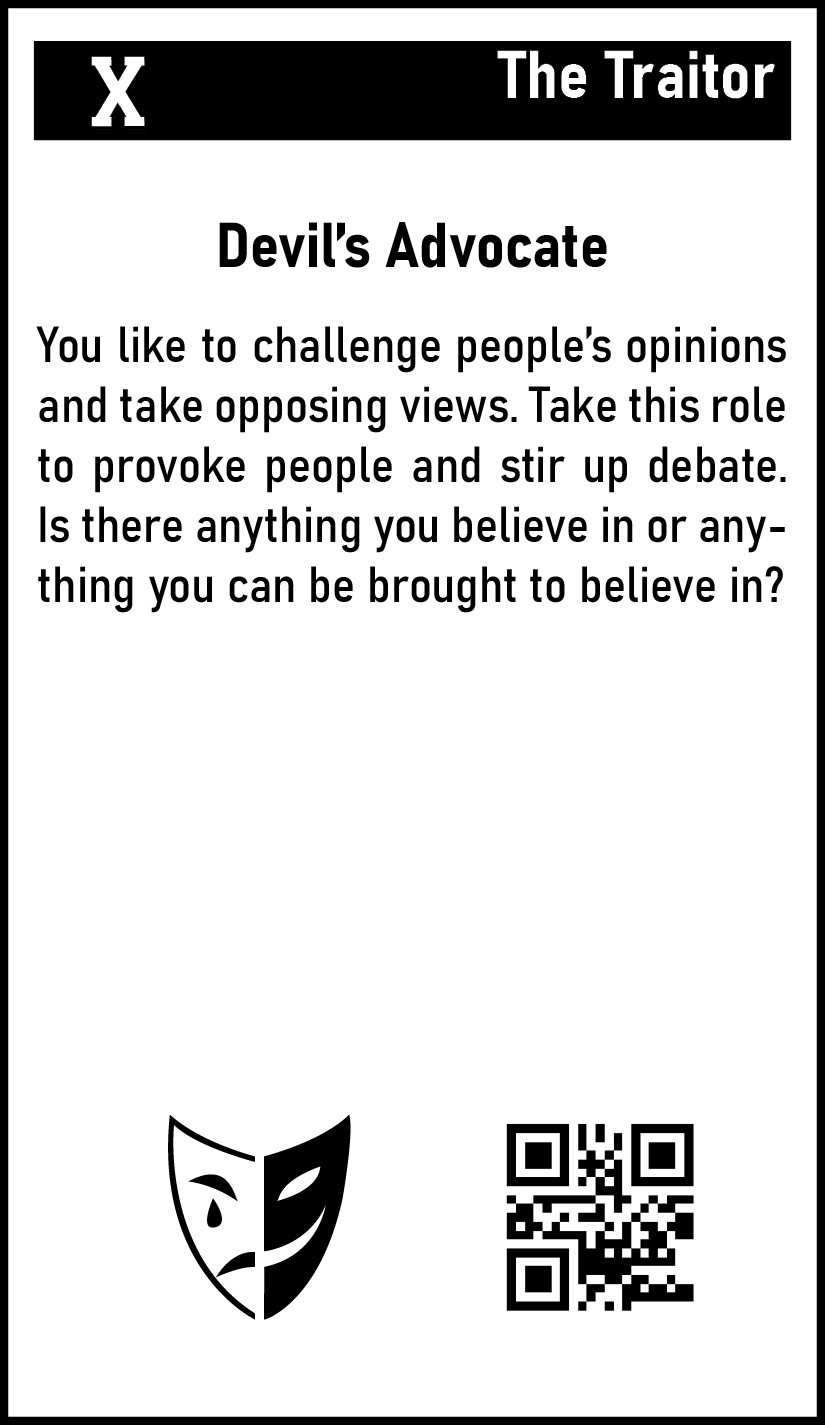 X
The Traitor
Devil’s Advocate
You like to challenge people’s opinions
and take opposing views. Take this role
to provoke people and stir up debate.
Is there anything you believe in or any-
thing you can be brought to believe in?